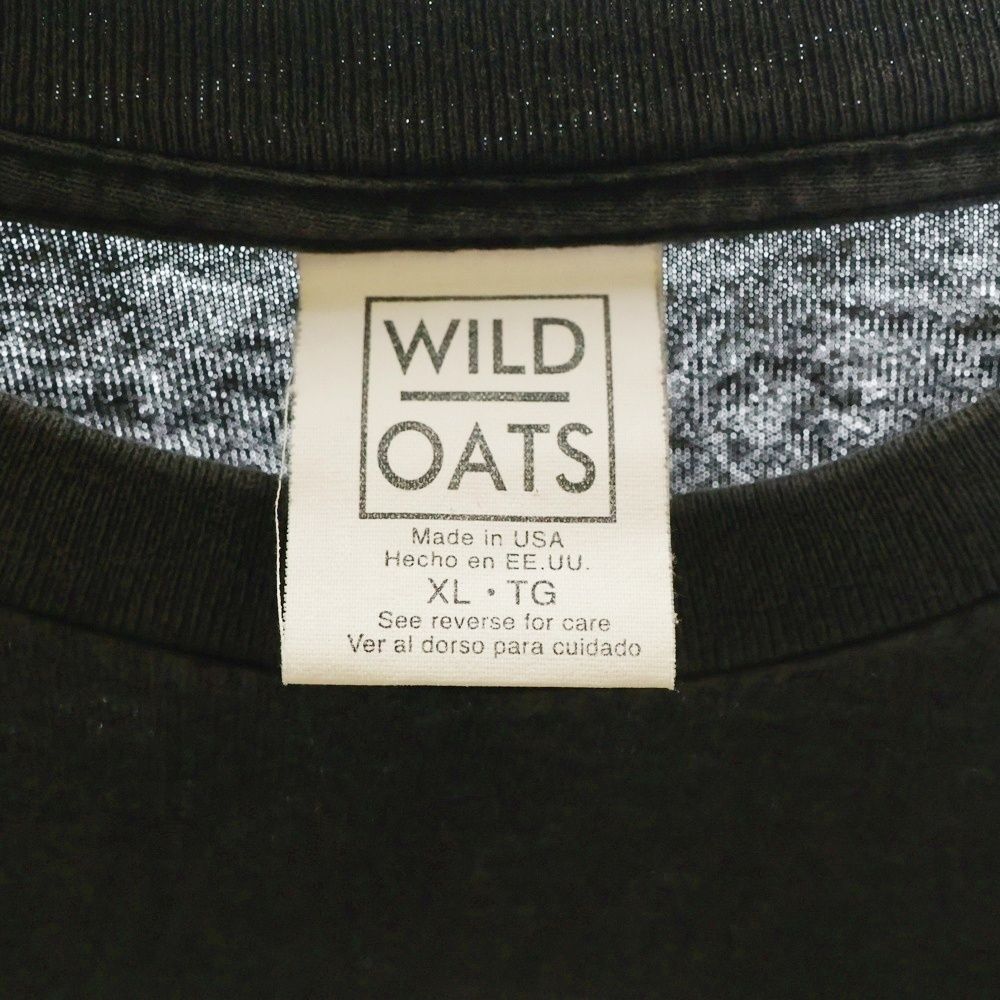 WILD
OATS
Made in USA
Hecho en EE.UU.
XL • TG
See reverse for care
Ver al dorso para cuidado